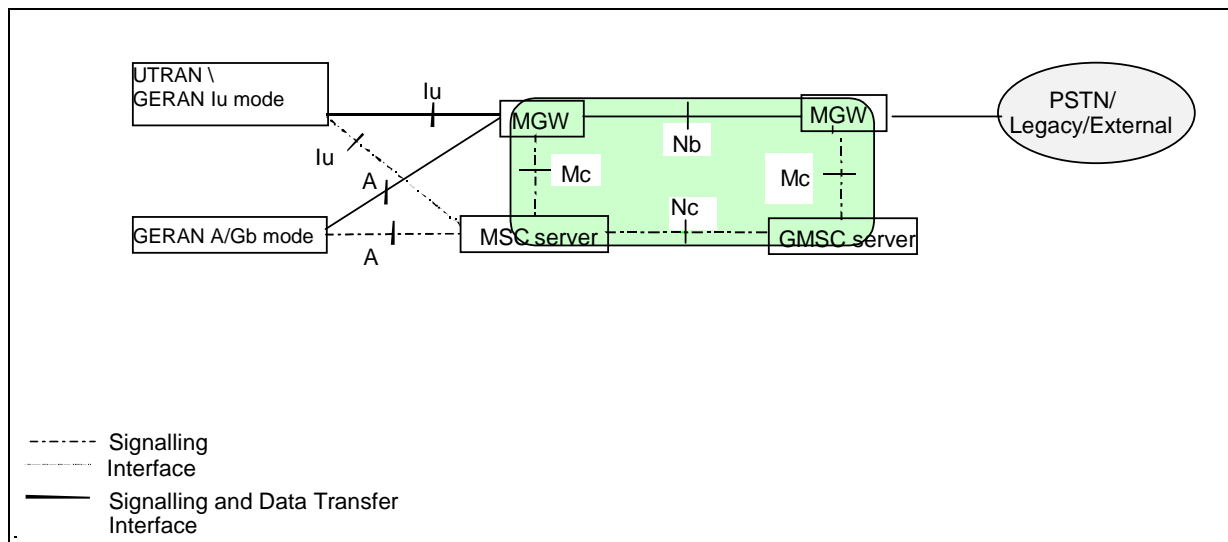 UTRAN \
GERAN Iu mode
Iu
MGW
MGW
PSTN/
Legacy/External
Nb
Iu
Mc
Mc
A
Nc
GERAN A/Gb mode
MSC server
GMSC server
A
Signalling
Interface
Signalling and Data Transfer
Interface